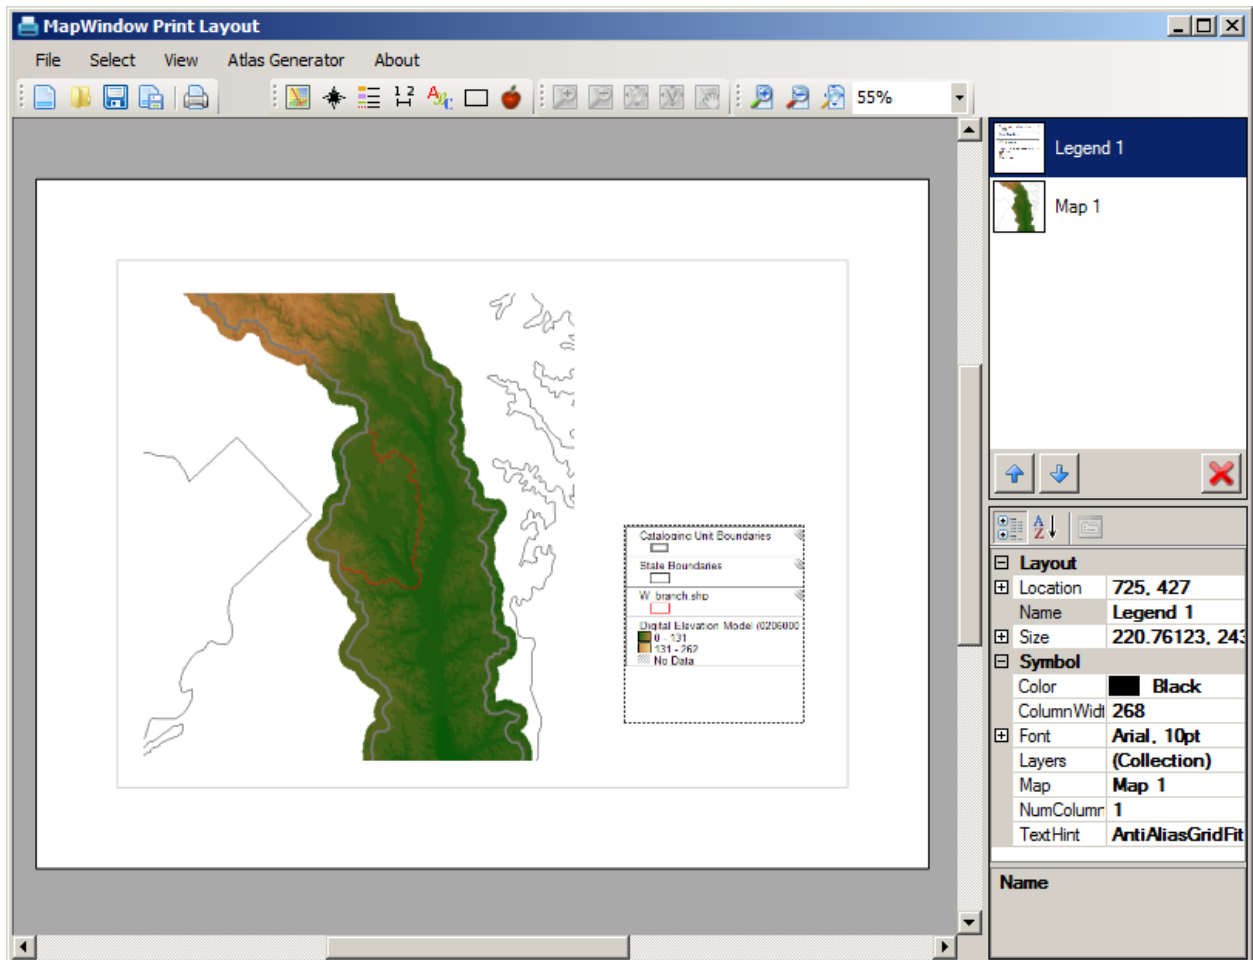 MapWindow Print Layout
File Select View Atlas Generator About
1 2
55%
Legend 1
Map 1
Cataloging Unit Boundaries
State Boundaries
W_branch.shp
Digital Elevation Model (0206000
0 - 131
131 - 262
No Data
Layout
Location 725, 427
Name Legend 1
Size 220.76123, 243
Symbol
Color Black
ColumnWidt 268
Font Arial, 10pt
Layers (Collection)
Map Map 1
NumColumn 1
TextHint AntiAliasGridFit
Name